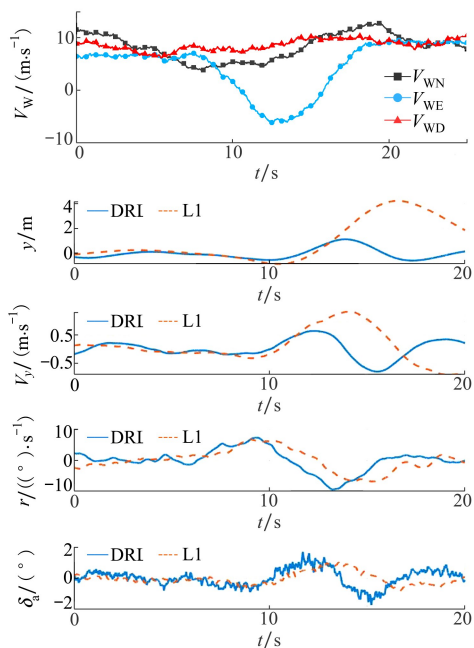 10
0
−10
V_W/(m·s⁻¹)
V_WN
V_WE
V_WD
0 10 20
t/s
4
2
0
y/m
DRI L1
0 10 20
t/s
0.5
−0.5
V_y/(m·s⁻¹)
DRI L1
0 10 20
t/s
10
0
−10
r/((°)·s⁻¹)
DRI L1
0 10 20
t/s
2
0
−2
δ_a/(°)
DRI L1
0 10 20
t/s